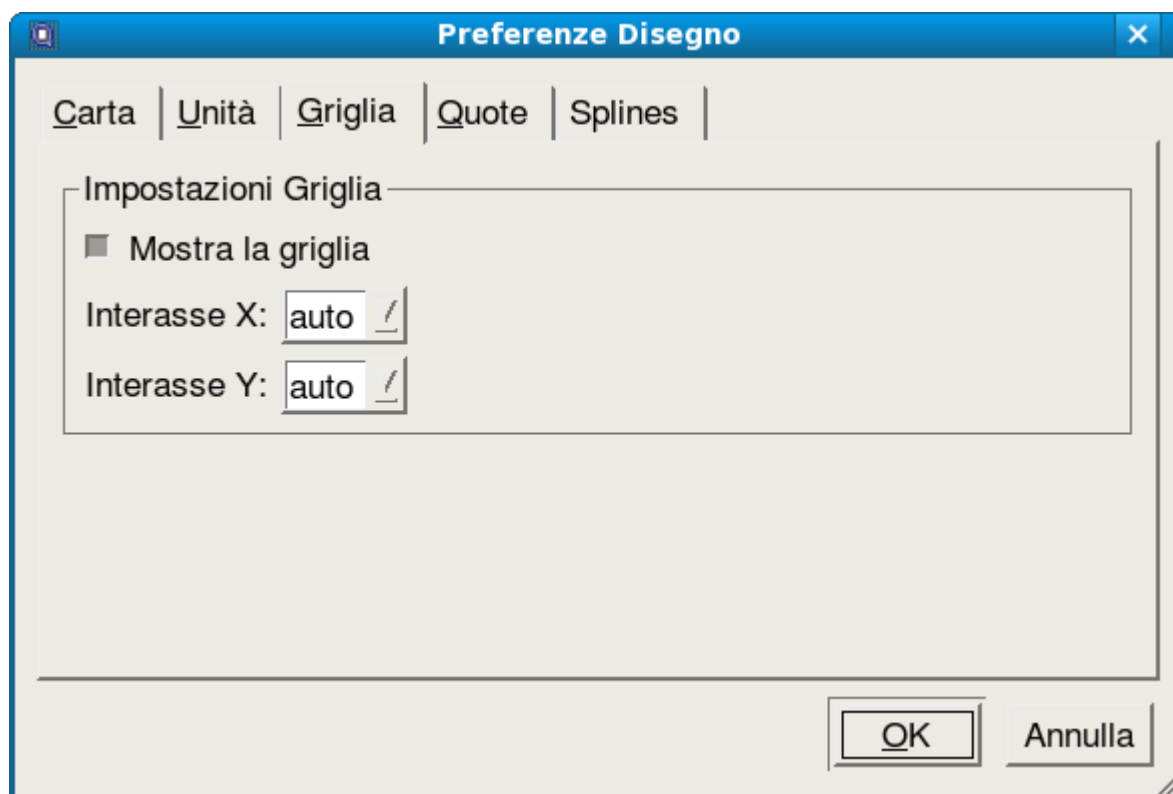 Preferenze Disegno
Carta Unità Griglia Quote Splines
Impostazioni Griglia
Mostra la griglia
Interasse X: auto
Interasse Y: auto
OK Annulla